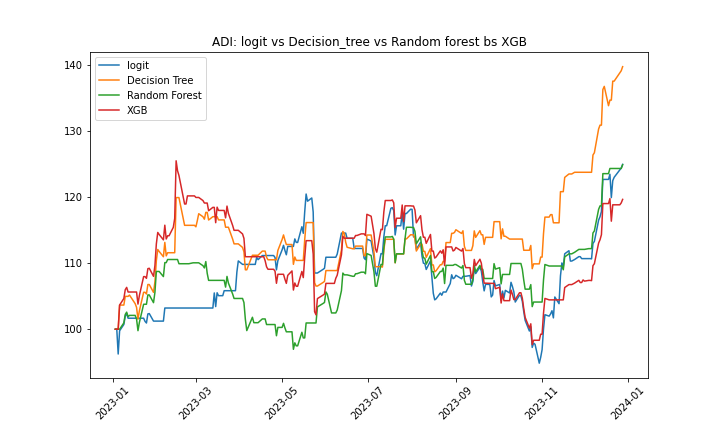 ADI: logit vs Decision_tree vs Random forest bs XGB
logit
Decision Tree
Random Forest
XGB
140
130
120
110
100
2023-01
2023-03
2023-05
2023-07
2023-09
2023-11
2024-01